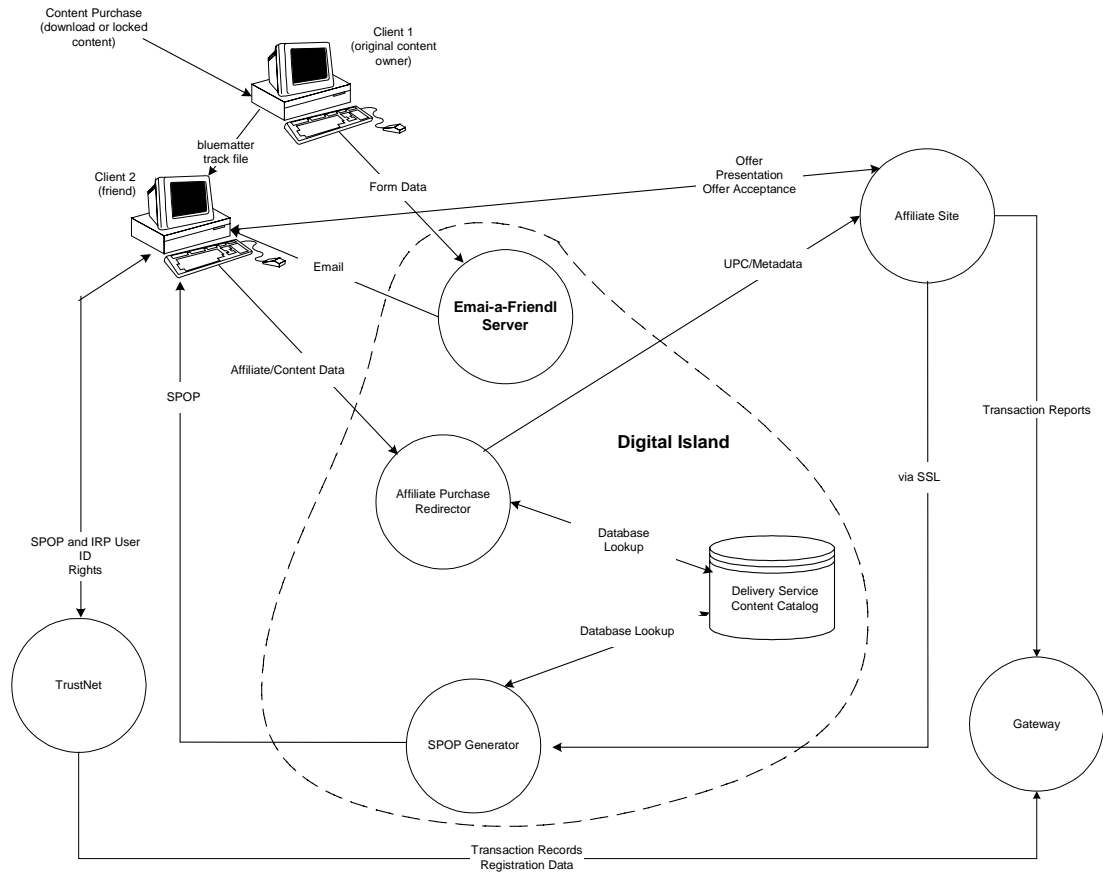 Content Purchase
(download or locked
content)
Client 1
(original content
owner)
bluematter
track file
Client 2
(friend)
Form Data
Offer
Presentation
Offer Acceptance
Affiliate Site
Email
UPC/Metadata
Emai-a-Friendl
Server
Affiliate/Content Data
SPOP
Transaction Reports
Digital Island
via SSL
Affiliate Purchase
Redirector
Database
Lookup
SPOP and IRP User
ID
Rights
Delivery Service
Content Catalog
Database Lookup
TrustNet
SPOP Generator
Gateway
Transaction Records
Registration Data